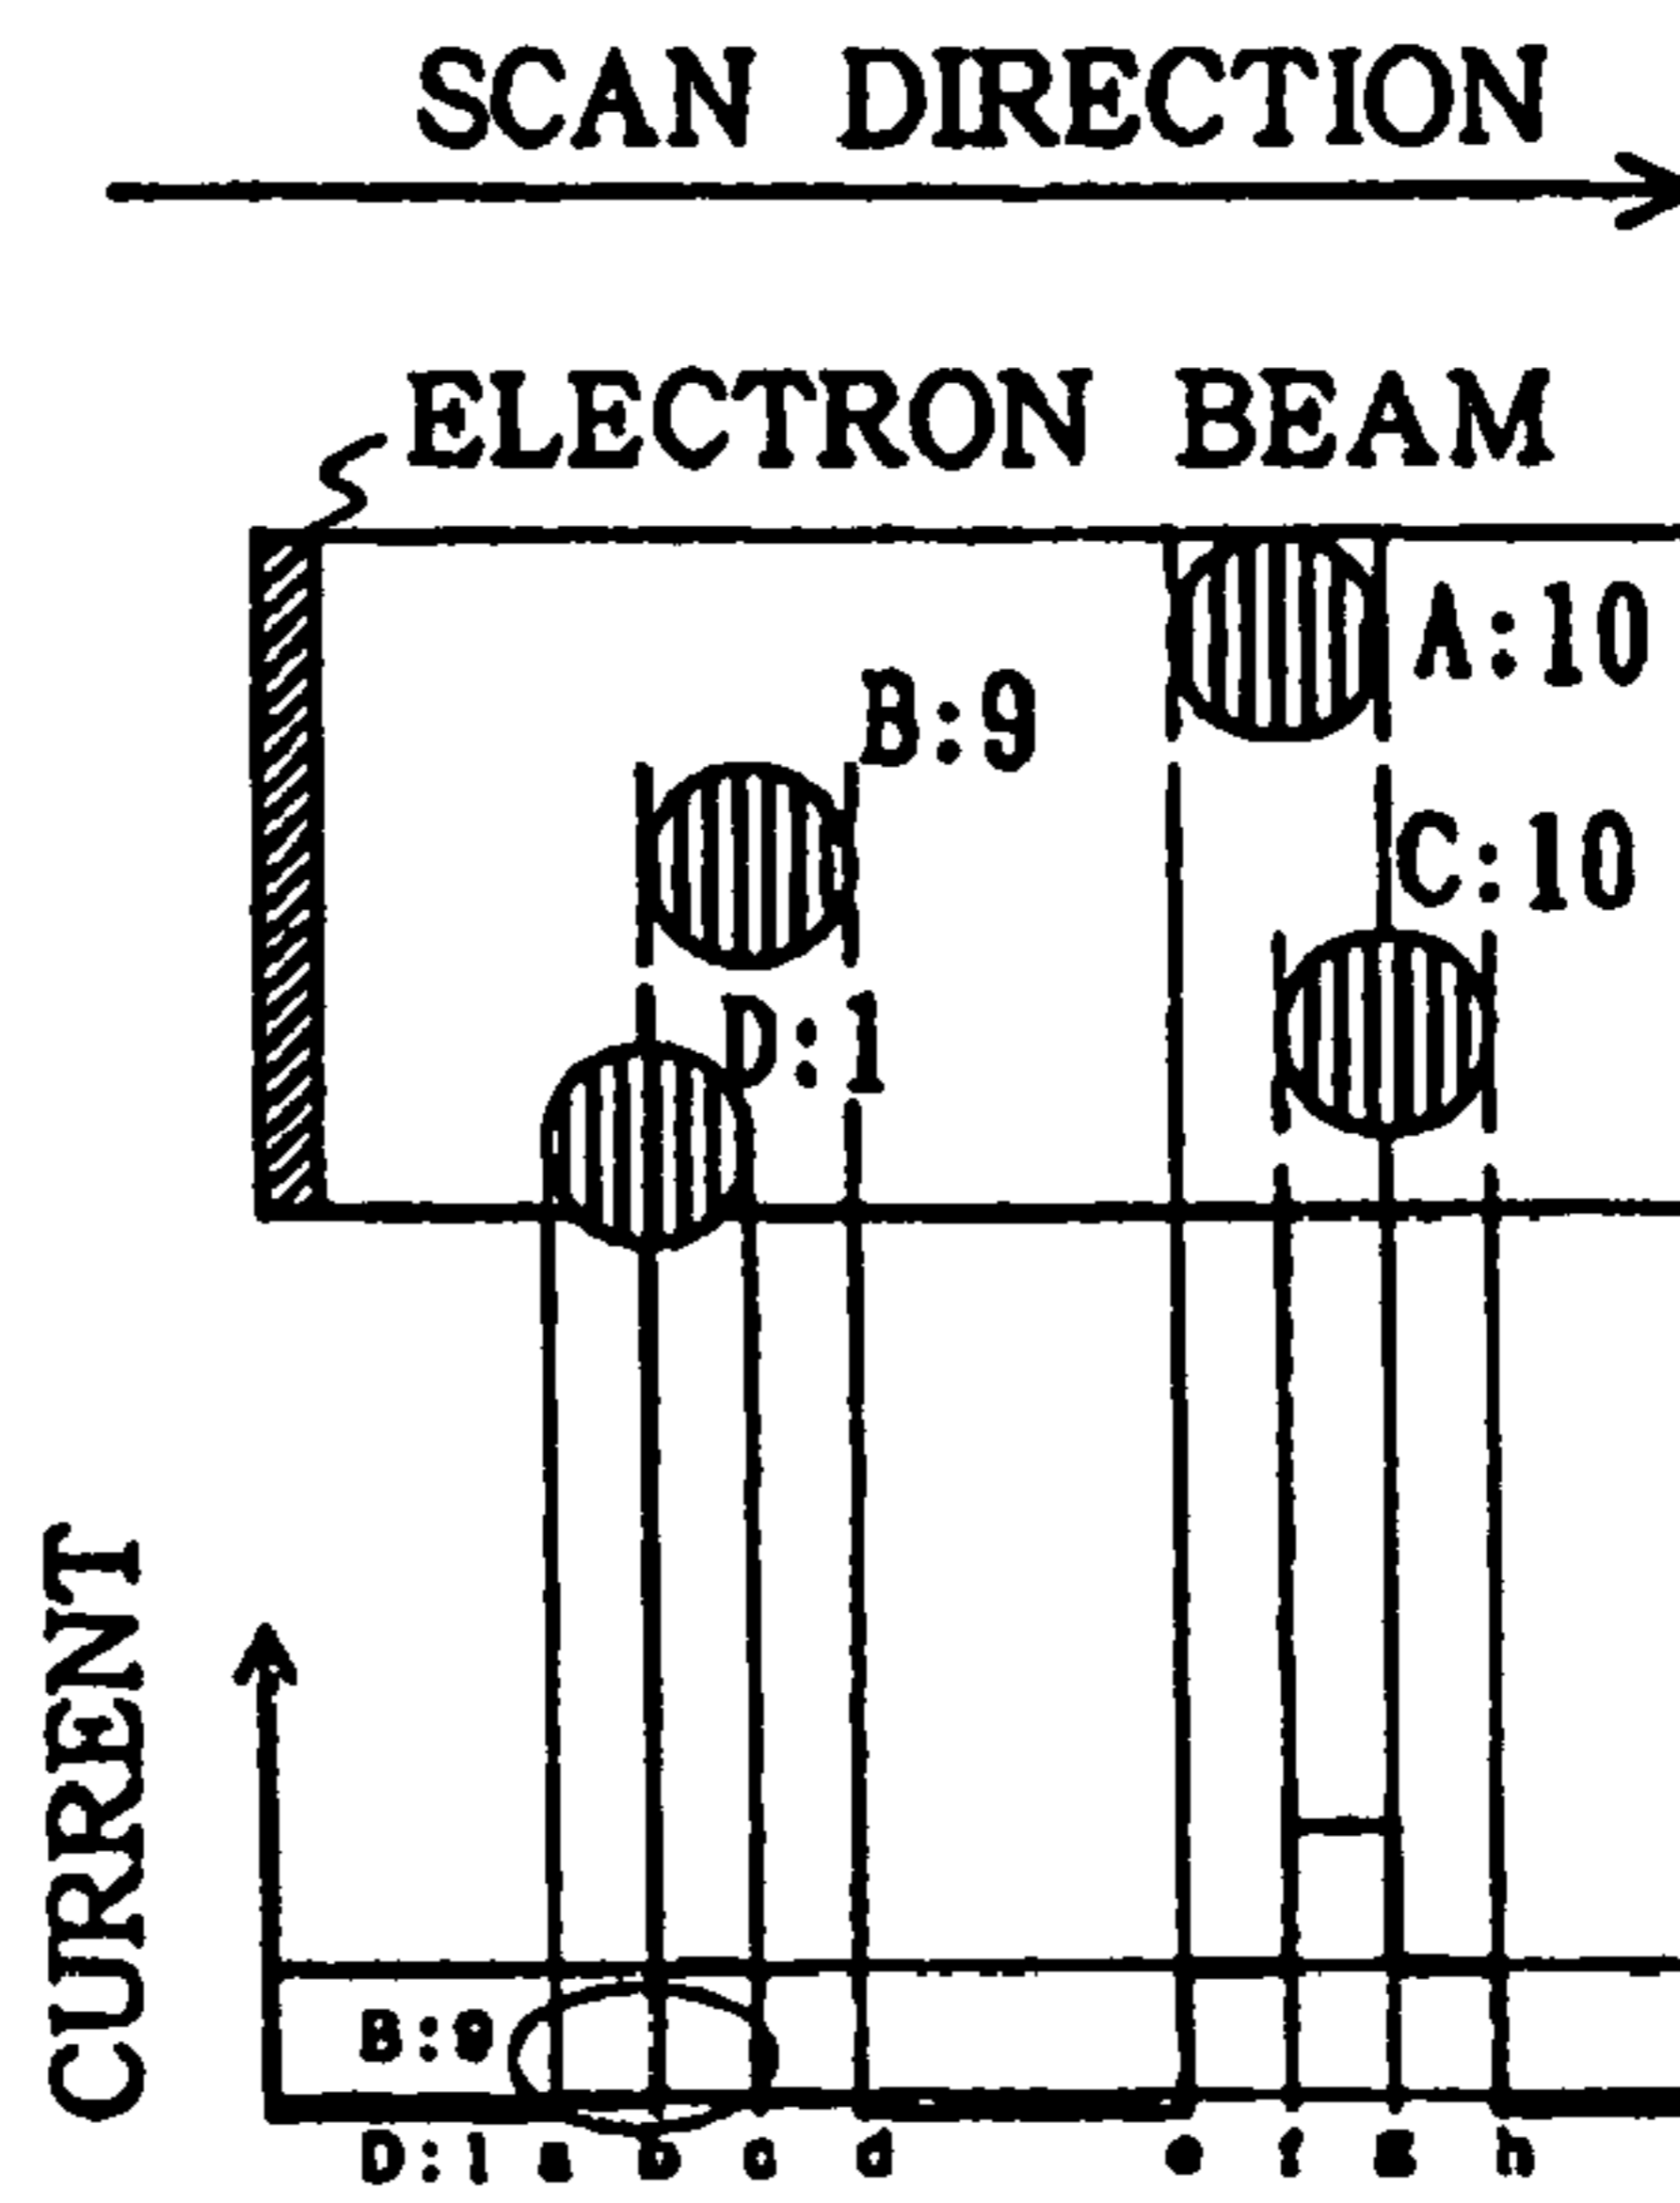 SCAN DIRECTION
ELECTRON BEAM
A:10
B:9
C:10
D:1
CURRENT
B:9
D:1 a b c d e f g h